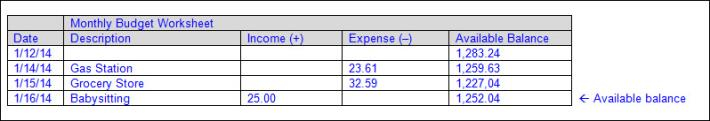 Monthly Budget Worksheet
Date Description Income (+) Expense (–) Available Balance
1/12/14 1,283.24
1/14/14 Gas Station 23.61 1,259.63
1/15/14 Grocery Store 32.59 1,227,04
1/16/14 Babysitting 25.00 1,252.04 ← Available balance